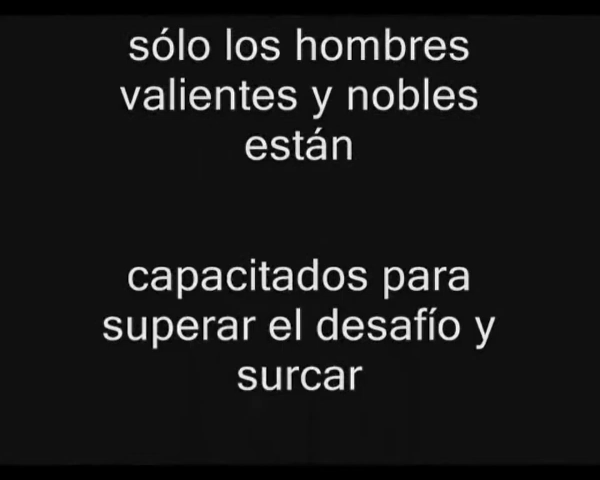 sólo los hombres
valientes y nobles
están
capacitados para
superar el desafío y
surcar